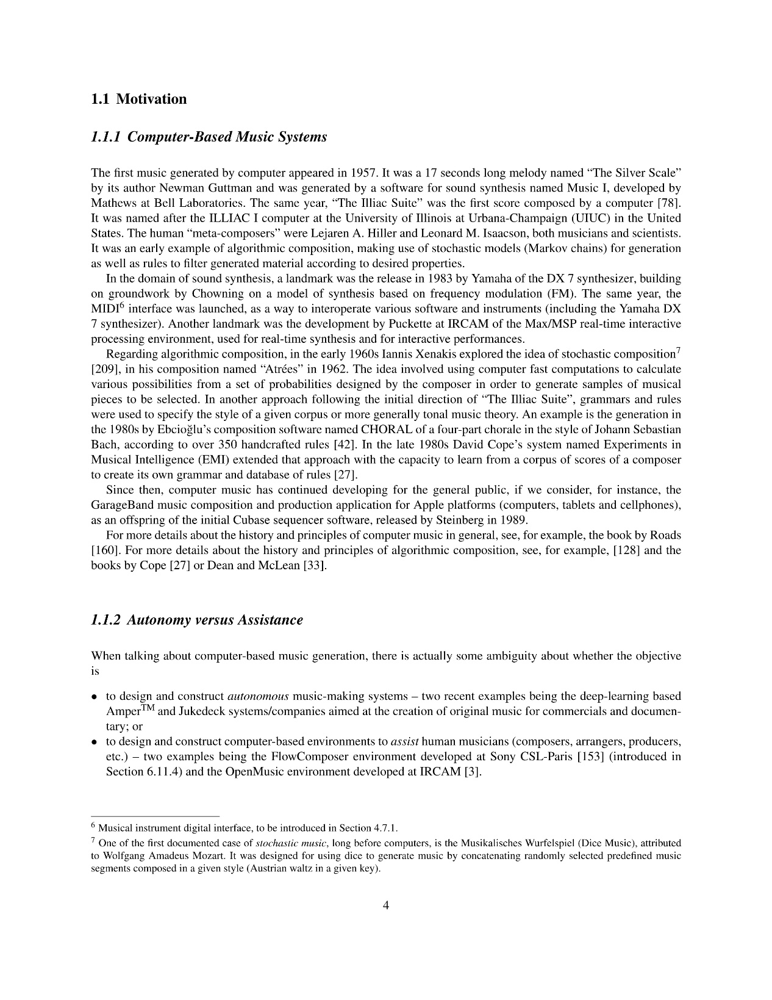 1.1 Motivation
1.1.1 Computer-Based Music Systems
The first music generated by computer appeared in 1957. It was a 17 seconds long melody named “The Silver Scale”
by its author Newman Guttman and was generated by a software for sound synthesis named Music I, developed by
Mathews at Bell Laboratories. The same year, “The Illiac Suite” was the first score composed by a computer [78].
It was named after the ILLIAC I computer at the University of Illinois at Urbana-Champaign (UIUC) in the United
States. The human “meta-composers” were Lejaren A. Hiller and Leonard M. Isaacson, both musicians and scientists.
It was an early example of algorithmic composition, making use of stochastic models (Markov chains) for generation
as well as rules to filter generated material according to desired properties.
In the domain of sound synthesis, a landmark was the release in 1983 by Yamaha of the DX 7 synthesizer, building
on groundwork by Chowning on a model of synthesis based on frequency modulation (FM). The same year, the
MIDI⁶ interface was launched, as a way to interoperate various software and instruments (including the Yamaha DX
7 synthesizer). Another landmark was the development by Puckette at IRCAM of the Max/MSP real-time interactive
processing environment, used for real-time synthesis and for interactive performances.
Regarding algorithmic composition, in the early 1960s Iannis Xenakis explored the idea of stochastic composition⁷
[209], in his composition named “Atrées” in 1962. The idea involved using computer fast computations to calculate
various possibilities from a set of probabilities designed by the composer in order to generate samples of musical
pieces to be selected. In another approach following the initial direction of “The Illiac Suite”, grammars and rules
were used to specify the style of a given corpus or more generally tonal music theory. An example is the generation in
the 1980s by Ebcioğlu’s composition software named CHORAL of a four-part chorale in the style of Johann Sebastian
Bach, according to over 350 handcrafted rules [42]. In the late 1980s David Cope’s system named Experiments in
Musical Intelligence (EMI) extended that approach with the capacity to learn from a corpus of scores of a composer
to create its own grammar and database of rules [27].
Since then, computer music has continued developing for the general public, if we consider, for instance, the
GarageBand music composition and production application for Apple platforms (computers, tablets and cellphones),
as an offspring of the initial Cubase sequencer software, released by Steinberg in 1989.
For more details about the history and principles of computer music in general, see, for example, the book by Roads
[160]. For more details about the history and principles of algorithmic composition, see, for example, [128] and the
books by Cope [27] or Dean and McLean [33].
1.1.2 Autonomy versus Assistance
When talking about computer-based music generation, there is actually some ambiguity about whether the objective
is
• to design and construct autonomous music-making systems – two recent examples being the deep-learning based
Amper™ and Jukedeck systems/companies aimed at the creation of original music for commercials and documen-
tary; or
• to design and construct computer-based environments to assist human musicians (composers, arrangers, producers,
etc.) – two examples being the FlowComposer environment developed at Sony CSL-Paris [153] (introduced in
Section 6.11.4) and the OpenMusic environment developed at IRCAM [3].
⁶ Musical instrument digital interface, to be introduced in Section 4.7.1.
⁷ One of the first documented case of stochastic music, long before computers, is the Musikalisches Wurfelspiel (Dice Music), attributed
to Wolfgang Amadeus Mozart. It was designed for using dice to generate music by concatenating randomly selected predefined music
segments composed in a given style (Austrian waltz in a given key).
4